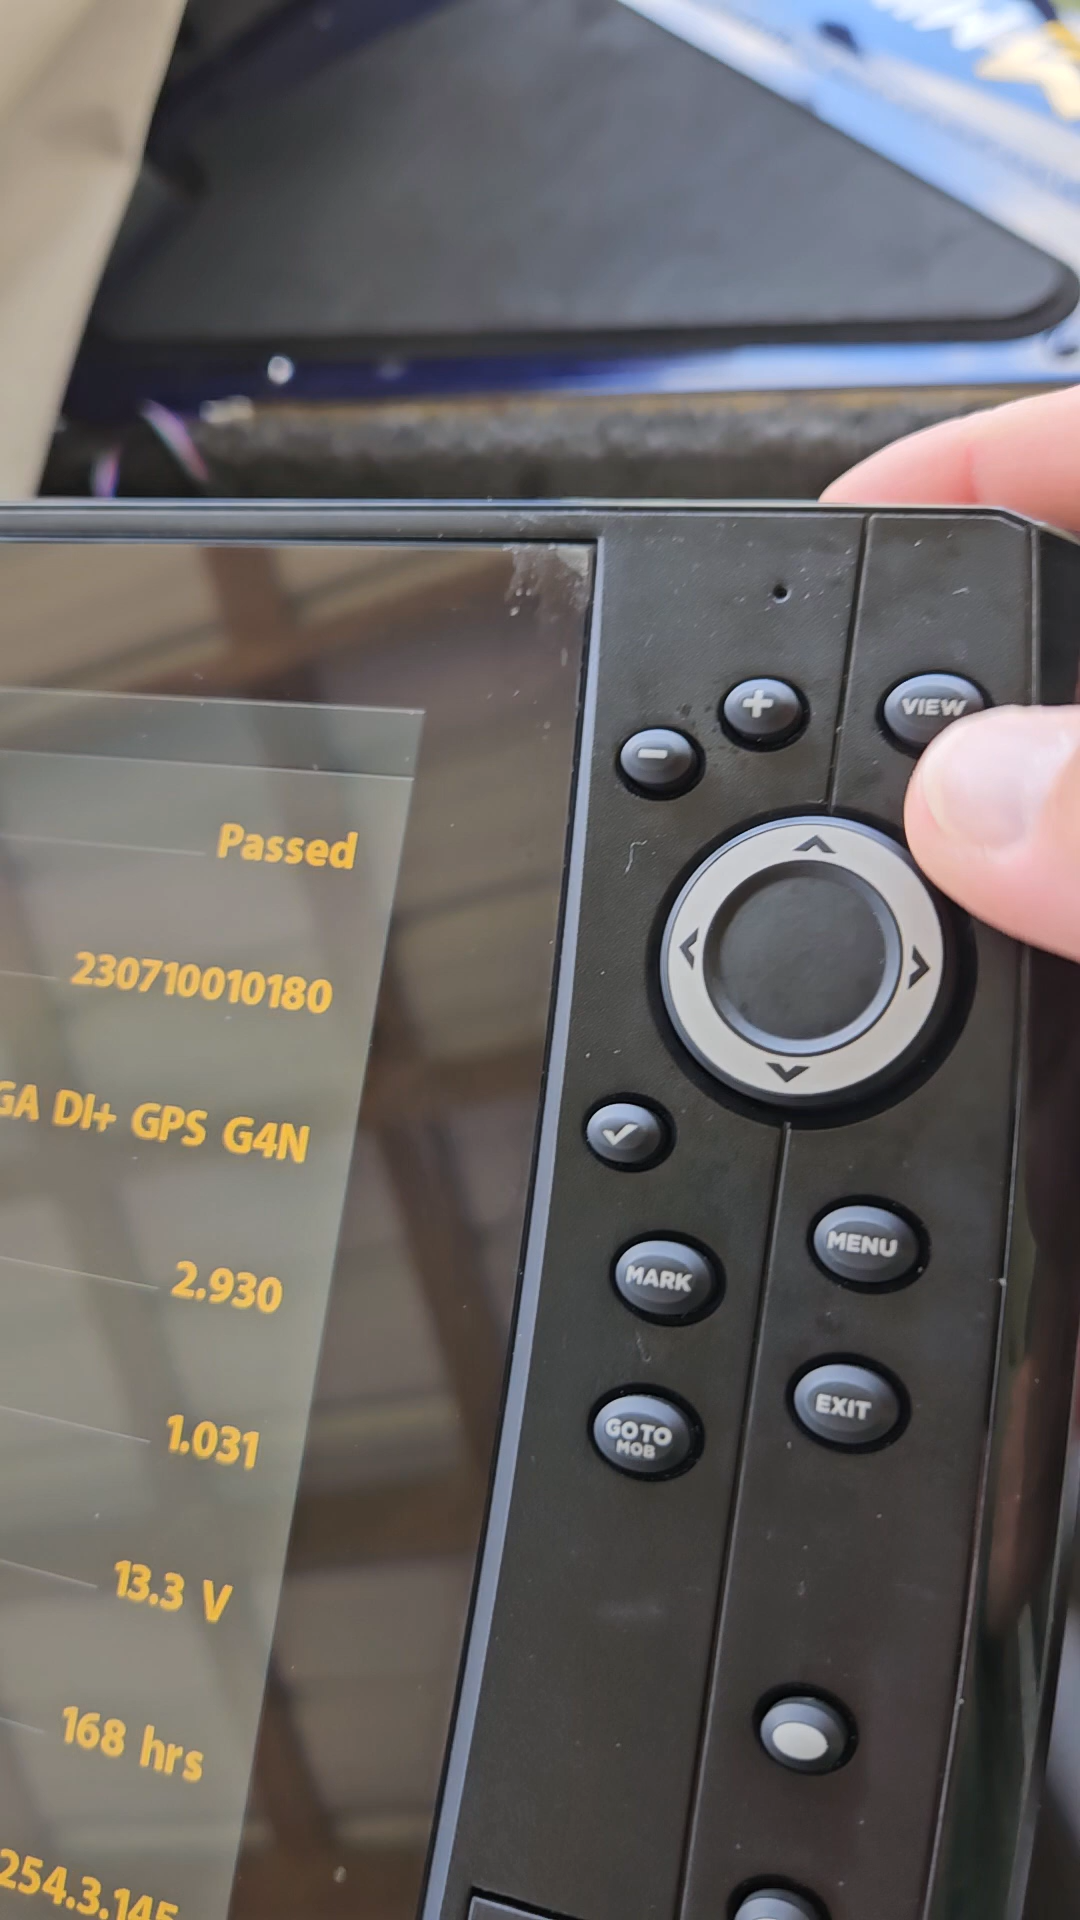 Passed
230710010180
GA DI+ GPS G4N
2.930
1.031
13.3 V
168 hrs
254.3.145
VIEW
MENU
MARK
EXIT
GO TO
MOB